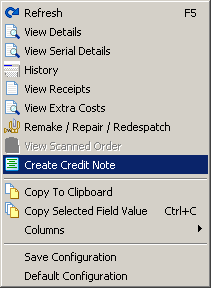 Refresh F5
View Details
View Serial Details
History
View Receipts
View Extra Costs
Remake / Repair / Redespatch
View Scanned Order
Create Credit Note
Copy To Clipboard
Copy Selected Field Value Ctrl+C
Columns
Save Configuration
Default Configuration